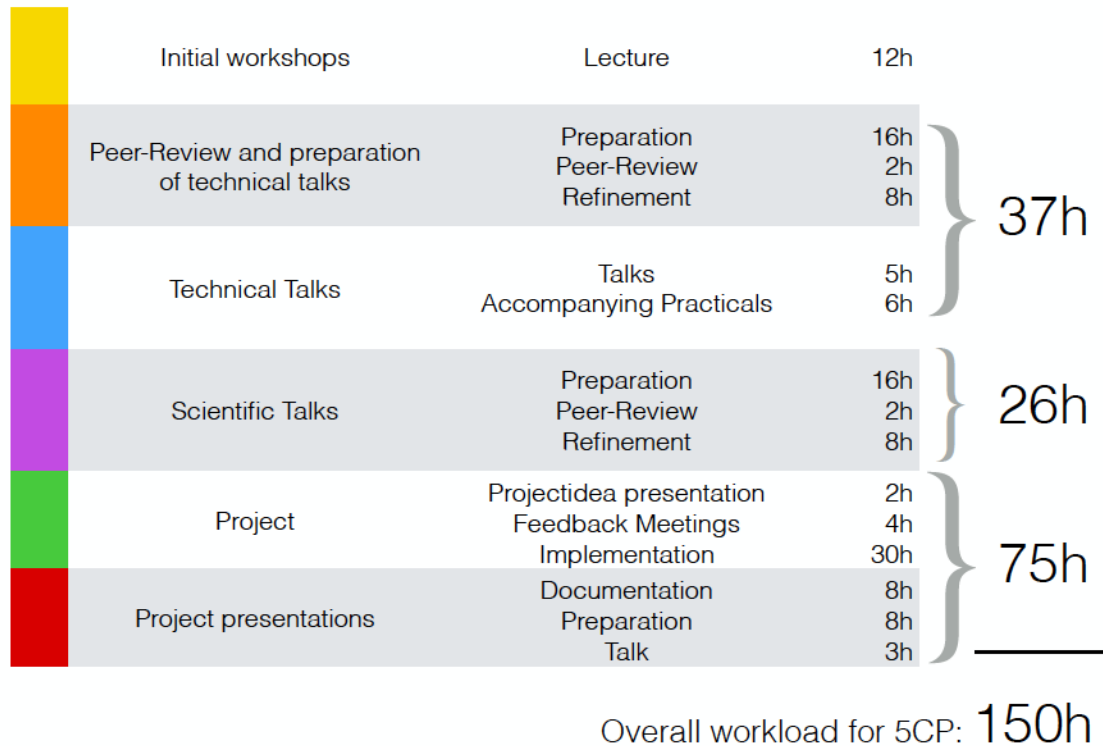 Initial workshops Lecture 12h
Peer-Review and preparation of technical talks Preparation 16h
Peer-Review 2h
Refinement 8h
37h
Technical Talks Talks 5h
Accompanying Practicals 6h
Scientific Talks Preparation 16h
Peer-Review 2h
Refinement 8h
26h
Project Projectidea presentation 2h
Feedback Meetings 4h
Implementation 30h
75h
Project presentations Documentation 8h
Preparation 8h
Talk 3h
Overall workload for 5CP: 150h